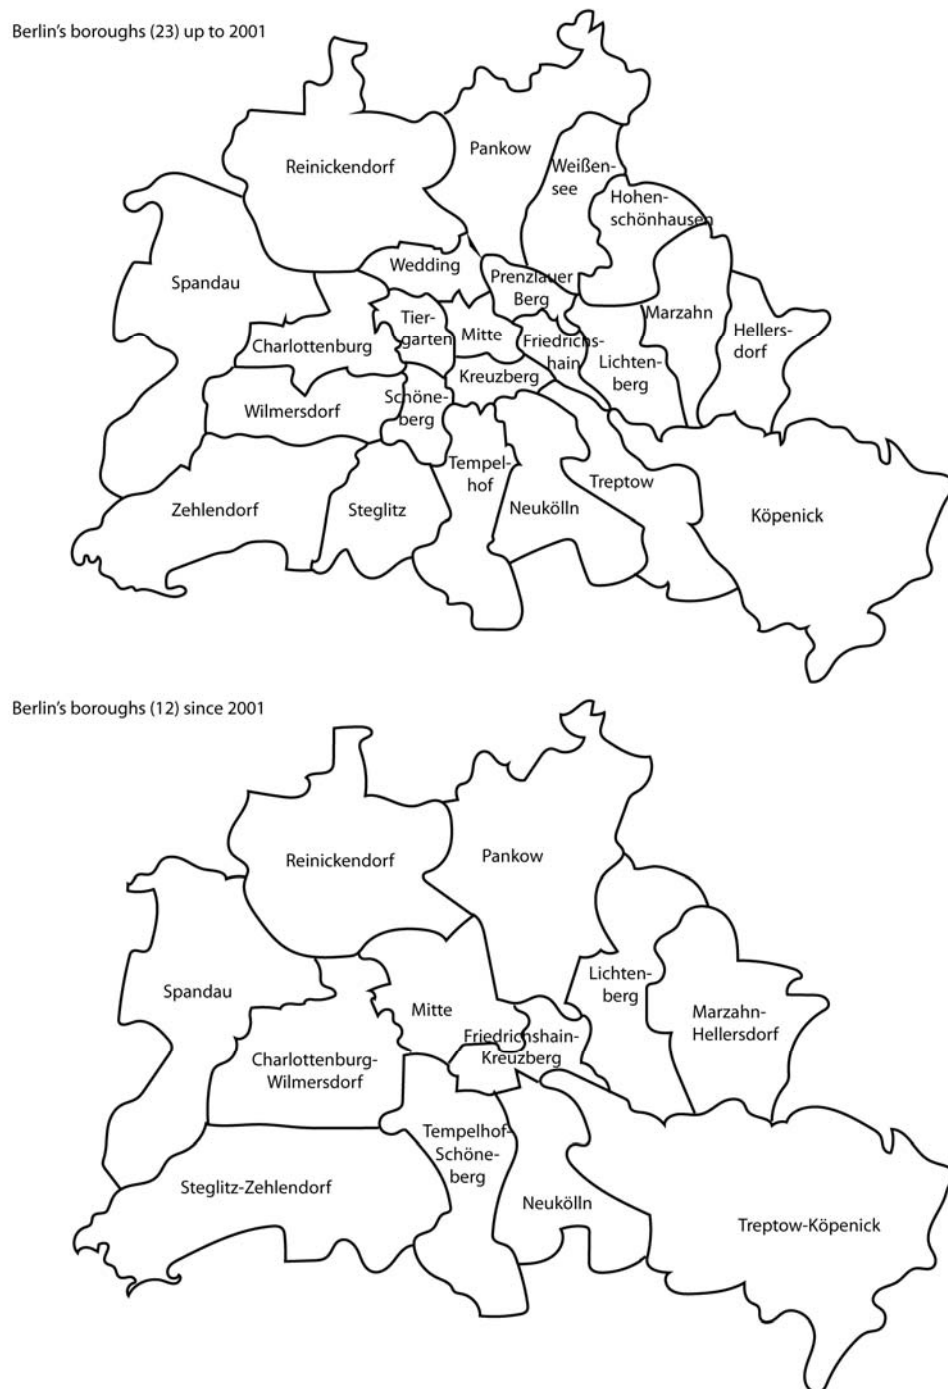 Berlin's boroughs (23) up to 2001
Pankow
Reinickendorf
Weißen-
see
Hohen-
schönhausen
Wedding
Spandau
Prenzlauer
Berg
Tier-
garten
Mitte
Marzahn
Hellers-
dorf
Charlottenburg
Friedrichs-
hain
Lichten-
berg
Kreuzberg
Schöne-
berg
Wilmersdorf
Tempel-
hof
Treptow
Zehlendorf
Steglitz
Neukölln
Köpenick
Berlin's boroughs (12) since 2001
Reinickendorf
Pankow
Spandau
Lichten-
berg
Mitte
Marzahn-
Hellersdorf
Friedrichshain-
Kreuzberg
Charlottenburg-
Wilmersdorf
Tempelhof-
Schöne-
berg
Steglitz-Zehlendorf
Neukölln
Treptow-Köpenick